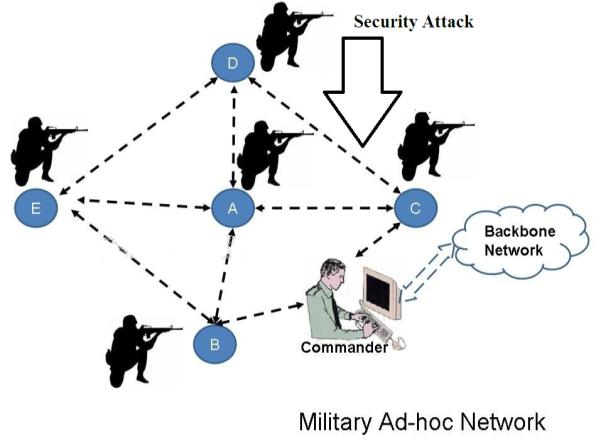 Security Attack
D
E
A
C
Backbone
Network
B
Commander
Military Ad-hoc Network